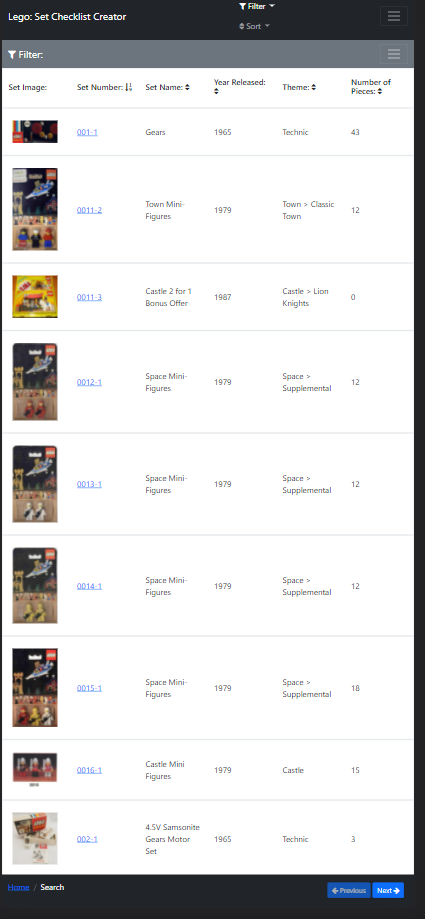 Lego: Set Checklist Creator
Filter
Sort
Filter:
Set Image:
Set Number:
Set Name:
Year Released:
Theme:
Number of
Pieces:
001-1
Gears
1965
Technic
43
0011-2
Town Mini-
Figures
1979
Town > Classic
Town
12
0011-3
Castle 2 for 1
Bonus Offer
1987
Castle > Lion
Knights
0
0012-1
Space Mini-
Figures
1979
Space >
Supplemental
12
0013-1
Space Mini-
Figures
1979
Space >
Supplemental
12
0014-1
Space Mini-
Figures
1979
Space >
Supplemental
12
0015-1
Space Mini-
Figures
1979
Space >
Supplemental
18
0016-1
Castle Mini
Figures
1979
Castle
15
002-1
4.5V Samsonite
Gears Motor
Set
1965
Technic
3
Home / Search
Previous
Next